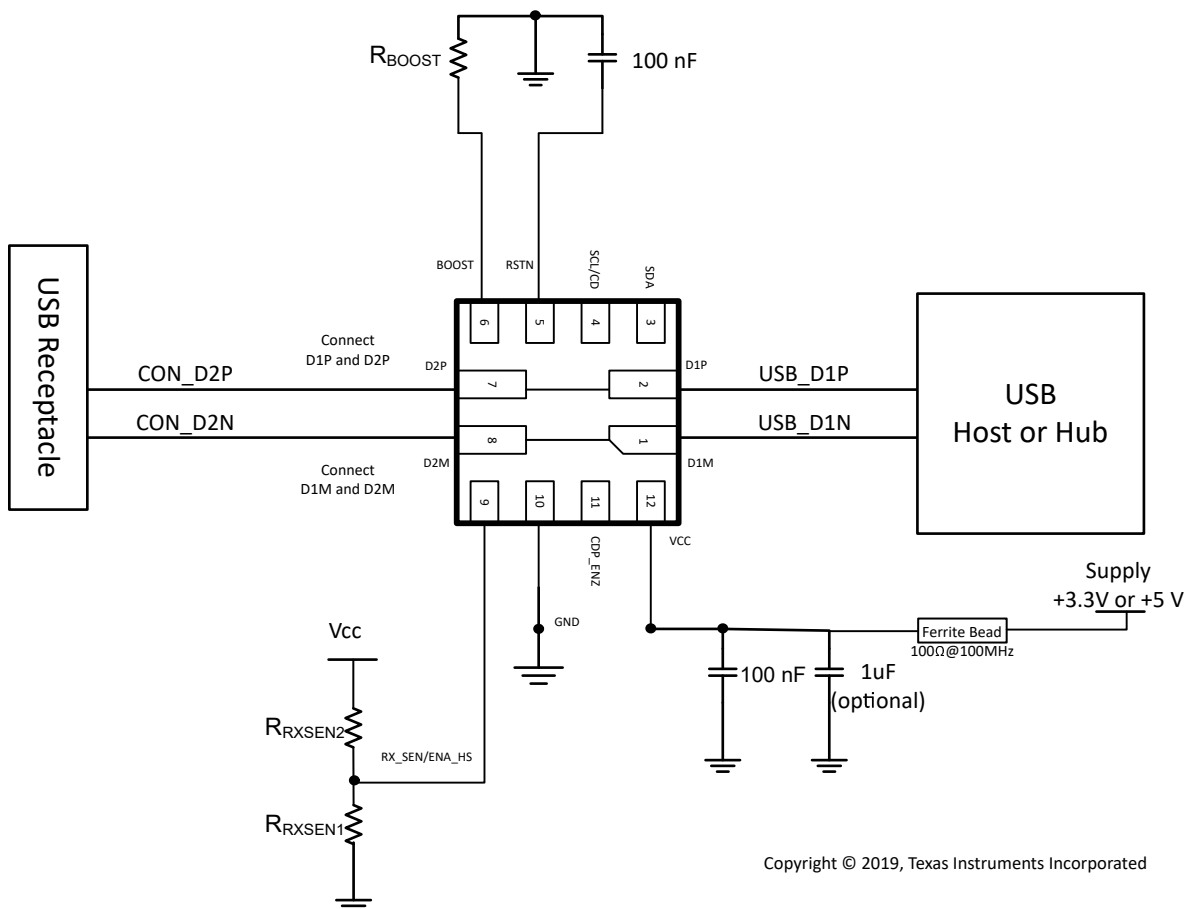 RBOOST
100 nF
BOOST
RSTN
SCL/CD
SDA
USB Receptacle
6
5
4
3
Connect
D1P and D2P
D2P
D1P
CON_D2P
7
2
USB_D1P
USB
Host or Hub
CON_D2N
8
1
USB_D1N
D2M
D1M
Connect
D1M and D2M
9
10
11
12
CDP_ENZ
VCC
GND
Supply
+3.3V or +5 V
Ferrite Bead
100Ω@100MHz
100 nF
1uF
(optional)
Vcc
RRXSEN2
RX_SEN/ENA_HS
RRXSEN1
Copyright © 2019, Texas Instruments Incorporated